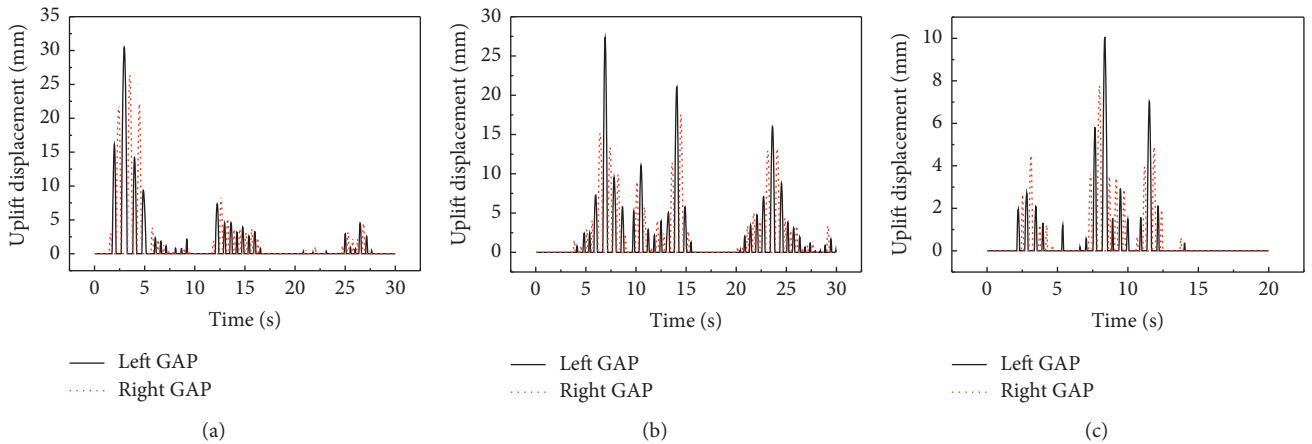 35
30
25
20
15
10
5
0
Uplift displacement (mm)
0 5 10 15 20 25 30
Time (s)
Left GAP
Right GAP
(a)
30
25
20
15
10
5
0
Uplift displacement (mm)
0 5 10 15 20 25 30
Time (s)
Left GAP
Right GAP
(b)
10
8
6
4
2
0
Uplift displacement (mm)
0 5 10 15 20
Time (s)
Left GAP
Right GAP
(c)